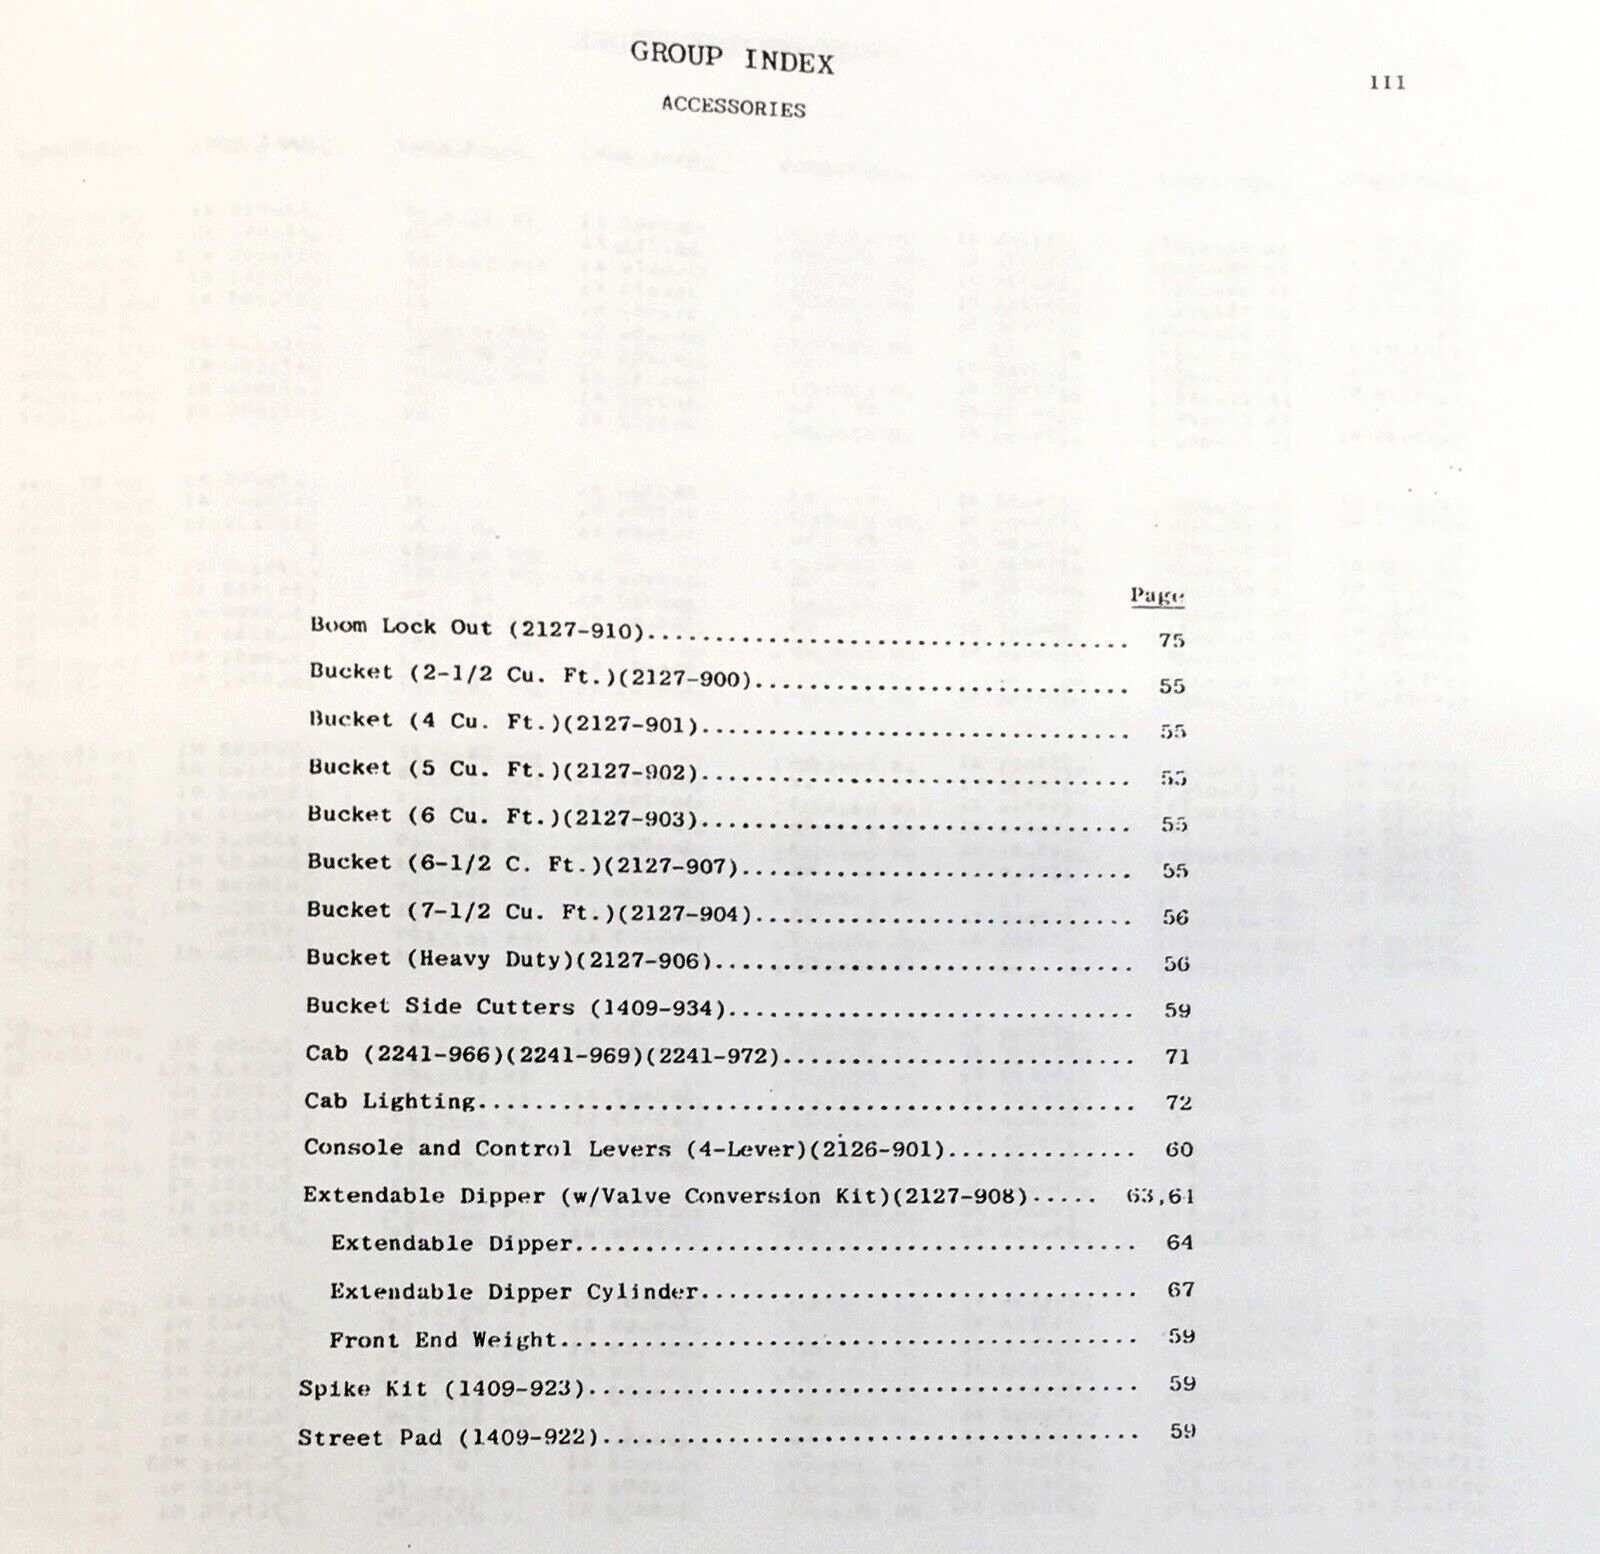 GROUP INDEX
111
ACCESSORIES
Page
Boom Lock Out (2127-910).................................... 75
Bucket (2-1/2 Cu. Ft.)(2127-900)............................ 55
Bucket (4 Cu. Ft.)(2127-901)................................ 55
Bucket (5 Cu. Ft.)(2127-902)................................ 55
Bucket (6 Cu. Ft.)(2127-903)................................ 55
Bucket (6-1/2 C. Ft.)(2127-907)............................. 55
Bucket (7-1/2 Cu. Ft.)(2127-904)............................ 56
Bucket (Heavy Duty)(2127-906)............................... 56
Bucket Side Cutters (1409-934).............................. 59
Cab (2241-966)(2241-969)(2241-972).......................... 71
Cab Lighting................................................ 72
Console and Control Levers (4-Lever)(2126-901).............. 60
Extendable Dipper (w/Valve Conversion Kit)(2127-908)..... 63,64
Extendable Dipper......................................... 64
Extendable Dipper Cylinder................................ 67
Front End Weight.......................................... 59
Spike Kit (1409-923)........................................ 59
Street Pad (1409-922)....................................... 59